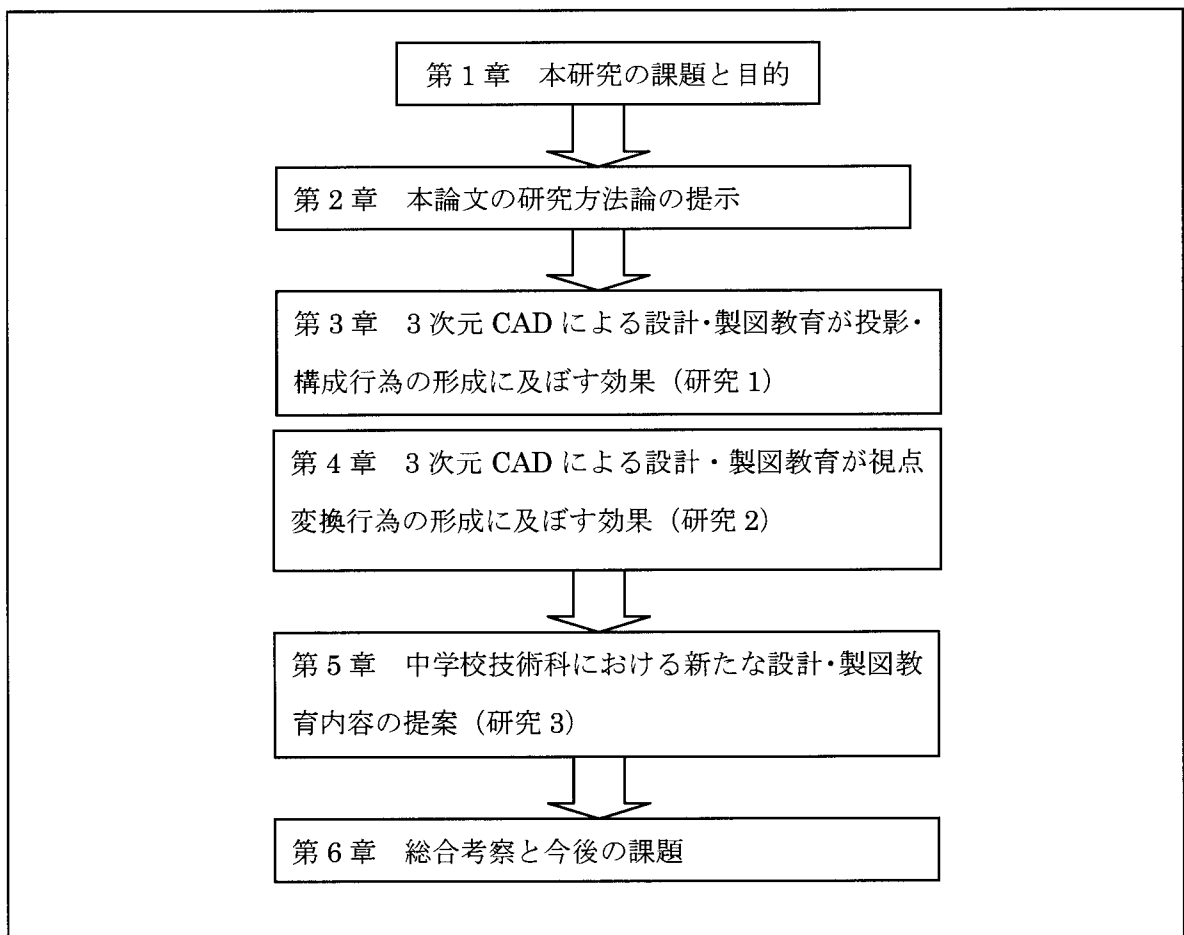 第1章　本研究の課題と目的
第2章　本論文の研究方法論の提示
第3章　3次元 CAD による設計・製図教育が投影・
構成行為の形成に及ぼす効果（研究 1）
第4章　3次元 CAD による設計・製図教育が視点
変換行為の形成に及ぼす効果（研究 2）
第5章　中学校技術科における新たな設計・製図教
育内容の提案（研究 3）
第6章　総合考察と今後の課題